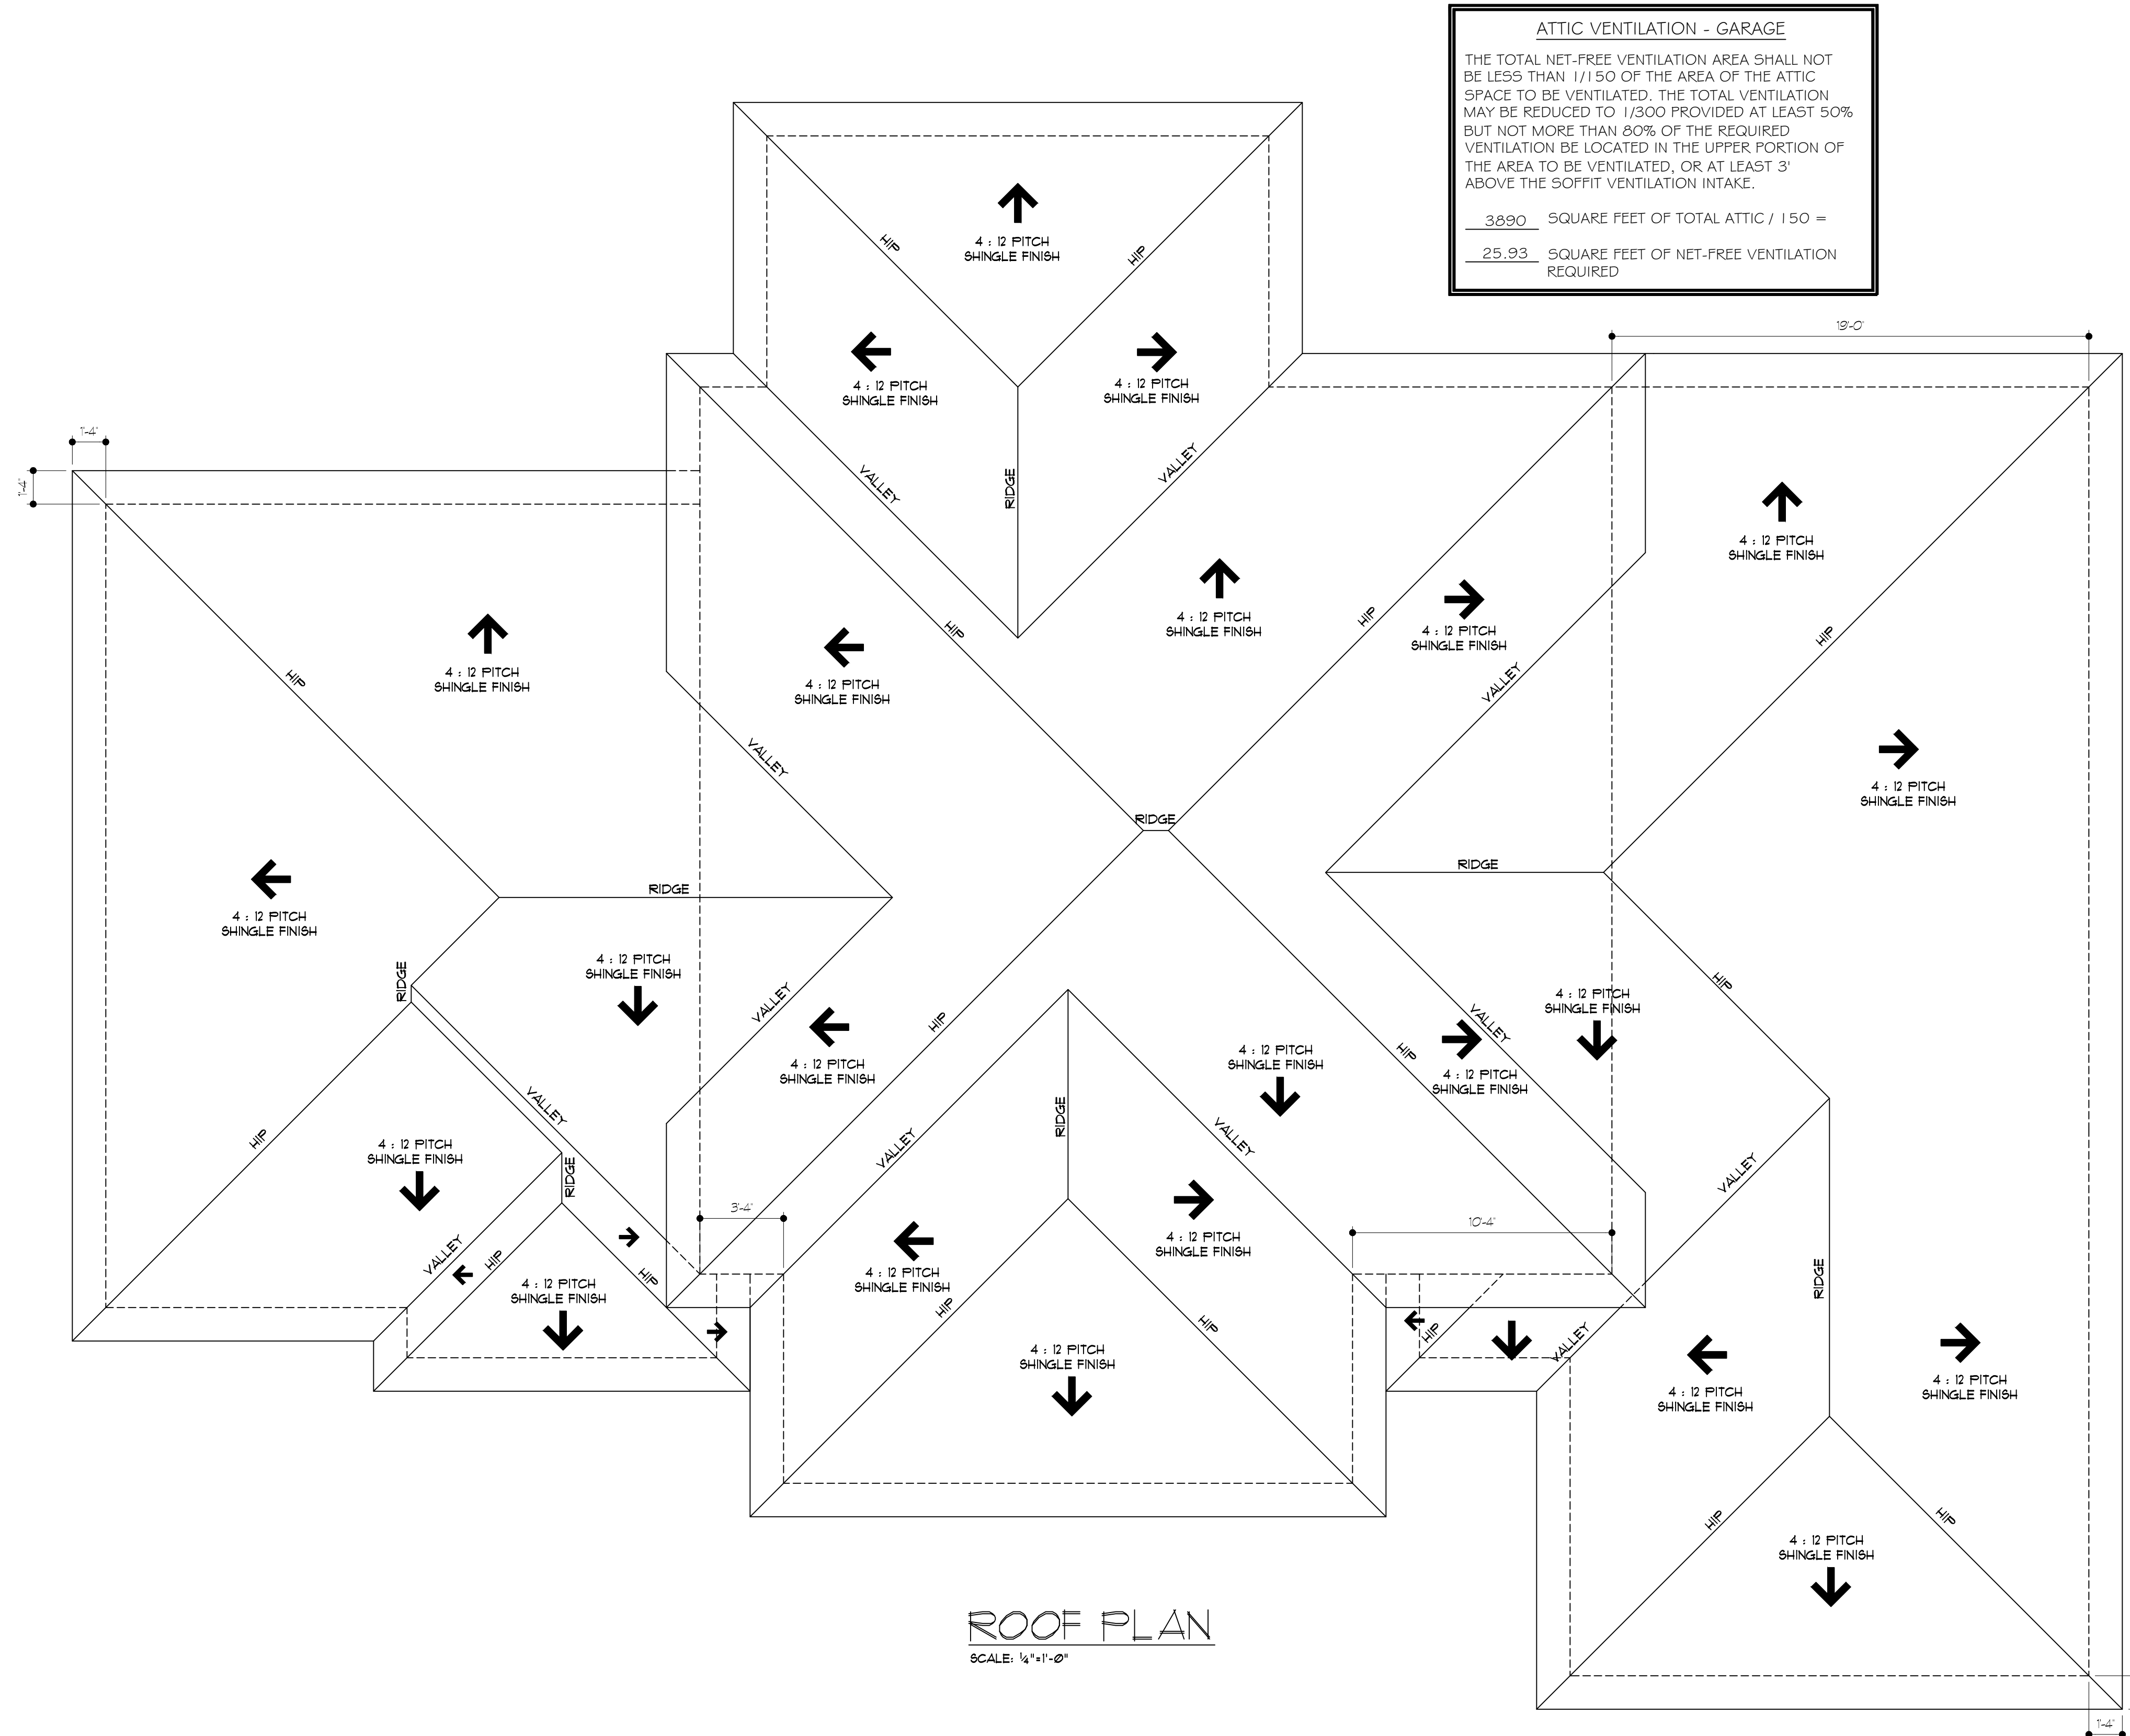 ATTIC VENTILATION - GARAGE
THE TOTAL NET-FREE VENTILATION AREA SHALL NOT
BE LESS THAN 1/150 OF THE AREA OF THE ATTIC
SPACE TO BE VENTILATED. THE TOTAL VENTILATION
MAY BE REDUCED TO 1/300 PROVIDED AT LEAST 50%
BUT NOT MORE THAN 80% OF THE REQUIRED
VENTILATION BE LOCATED IN THE UPPER PORTION OF
THE AREA TO BE VENTILATED, OR AT LEAST 3'
ABOVE THE SOFFIT VENTILATION INTAKE.
3890 SQUARE FEET OF TOTAL ATTIC / 150 =
25.93 SQUARE FEET OF NET-FREE VENTILATION
REQUIRED
HIP
4 : 12 PITCH
SHINGLE FINISH
HIP
19'-0"
4 : 12 PITCH
SHINGLE FINISH
4 : 12 PITCH
SHINGLE FINISH
1'-4"
1'-4"
VALLEY
RIDGE
VALLEY
4 : 12 PITCH
SHINGLE FINISH
HIP
4 : 12 PITCH
SHINGLE FINISH
4 : 12 PITCH
SHINGLE FINISH
HIP
4 : 12 PITCH
SHINGLE FINISH
HIP
4 : 12 PITCH
SHINGLE FINISH
HIP
VALLEY
VALLEY
4 : 12 PITCH
SHINGLE FINISH
RIDGE
RIDGE
RIDGE
4 : 12 PITCH
SHINGLE FINISH
RIDGE
4 : 12 PITCH
SHINGLE FINISH
VALLEY
HIP
4 : 12 PITCH
SHINGLE FINISH
HIP
4 : 12 PITCH
SHINGLE FINISH
VALLEY
HIP
4 : 12 PITCH
SHINGLE FINISH
4 : 12 PITCH
SHINGLE FINISH
VALLEY
RIDGE
HIP
4 : 12 PITCH
SHINGLE FINISH
VALLEY
VALLEY
RIDGE
VALLEY
3'-4"
10'-4"
4 : 12 PITCH
SHINGLE FINISH
VALLEY
HIP
HIP
4 : 12 PITCH
SHINGLE FINISH
4 : 12 PITCH
SHINGLE FINISH
RIDGE
HIP
HIP
HIP
VALLEY
4 : 12 PITCH
SHINGLE FINISH
4 : 12 PITCH
SHINGLE FINISH
4 : 12 PITCH
SHINGLE FINISH
HIP
HIP
4 : 12 PITCH
SHINGLE FINISH
ROOF PLAN
SCALE: 1/4"=1'-0"
1'-4"